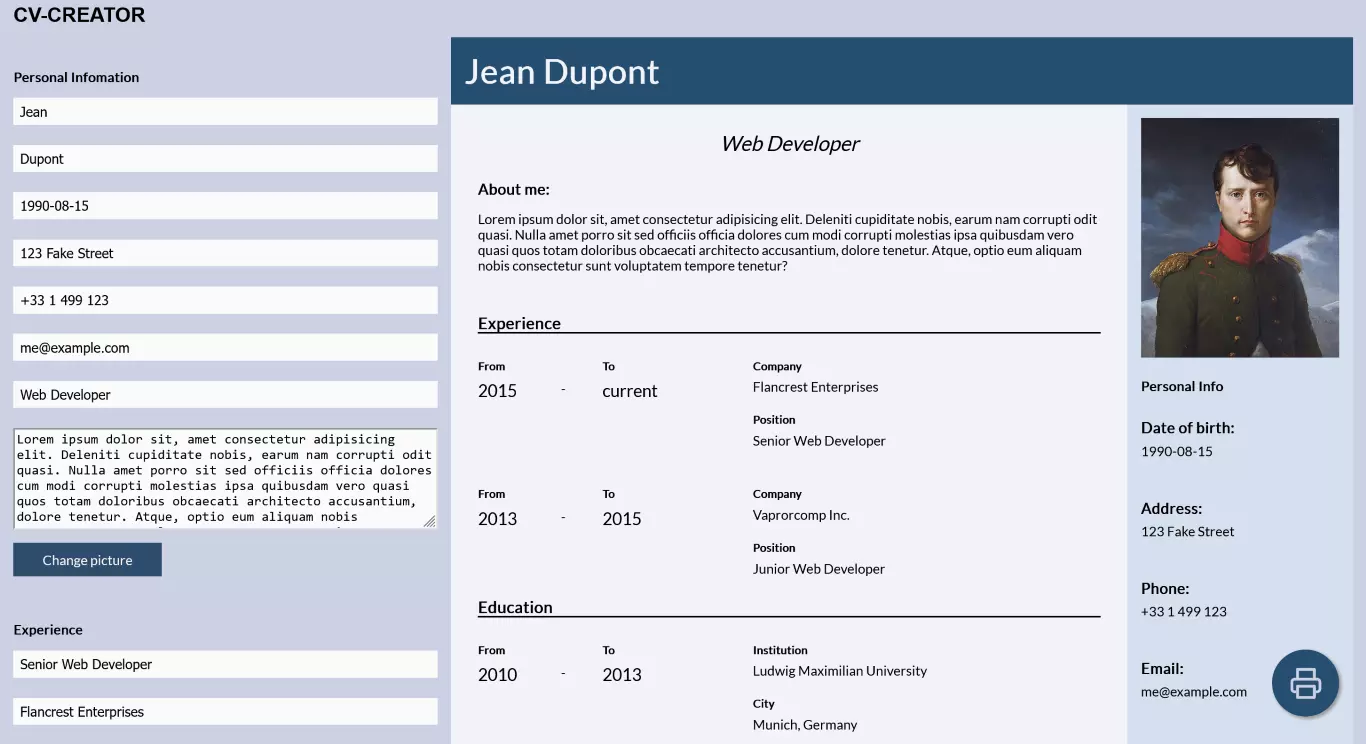 CV-CREATOR
Personal Infomation
Jean
Dupont
1990-08-15
123 Fake Street
+33 1 499 123
me@example.com
Web Developer
Lorem ipsum dolor sit, amet consectetur adipisicing
elit. Deleniti cupiditate nobis, earum nam corrupti odit
quasi. Nulla amet porro sit sed officiis officia dolores
cum modi corrupti molestias ipsa quibusdam vero quasi
quos totam doloribus obcaecati architecto accusantium,
dolore tenetur. Atque, optio eum aliquam nobis
Change picture
Experience
Senior Web Developer
Flancrest Enterprises
Jean Dupont
Web Developer
About me:
Lorem ipsum dolor sit, amet consectetur adipisicing elit. Deleniti cupiditate nobis, earum nam corrupti odit
quasi. Nulla amet porro sit sed officiis officia dolores cum modi corrupti molestias ipsa quibusdam vero
quasi quos totam doloribus obcaecati architecto accusantium, dolore tenetur. Atque, optio eum aliquam
nobis consectetur sunt voluptatem tempore tenetur?
Experience
From To Company
2015 - current Flancrest Enterprises
Position
Senior Web Developer
From To Company
2013 - 2015 Vaprorcomp Inc.
Position
Junior Web Developer
Education
From To Institution
2010 - 2013 Ludwig Maximilian University
City
Munich, Germany
Personal Info
Date of birth:
1990-08-15
Address:
123 Fake Street
Phone:
+33 1 499 123
Email:
me@example.com